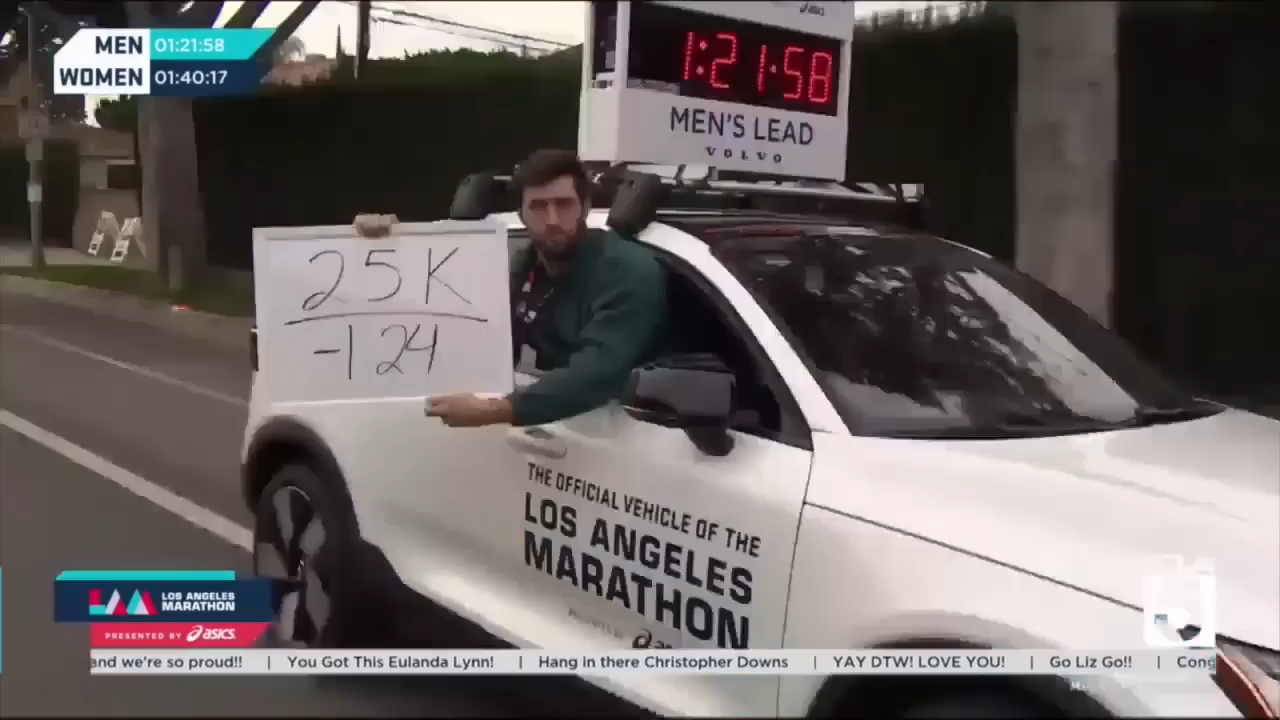 MEN 01:21:58
WOMEN 01:40:17
1:21:58
MEN'S LEAD
VOLVO
25K
-124
THE OFFICIAL VEHICLE OF THE
LOS ANGELES
MARATHON
LOS ANGELES
MARATHON
PRESENTED BY asics
and we're so proud!! | You Got This Eulanda Lynn! | Hang in there Christopher Downs | YAY DTW! LOVE YOU! | Go Liz Go!! | Cong